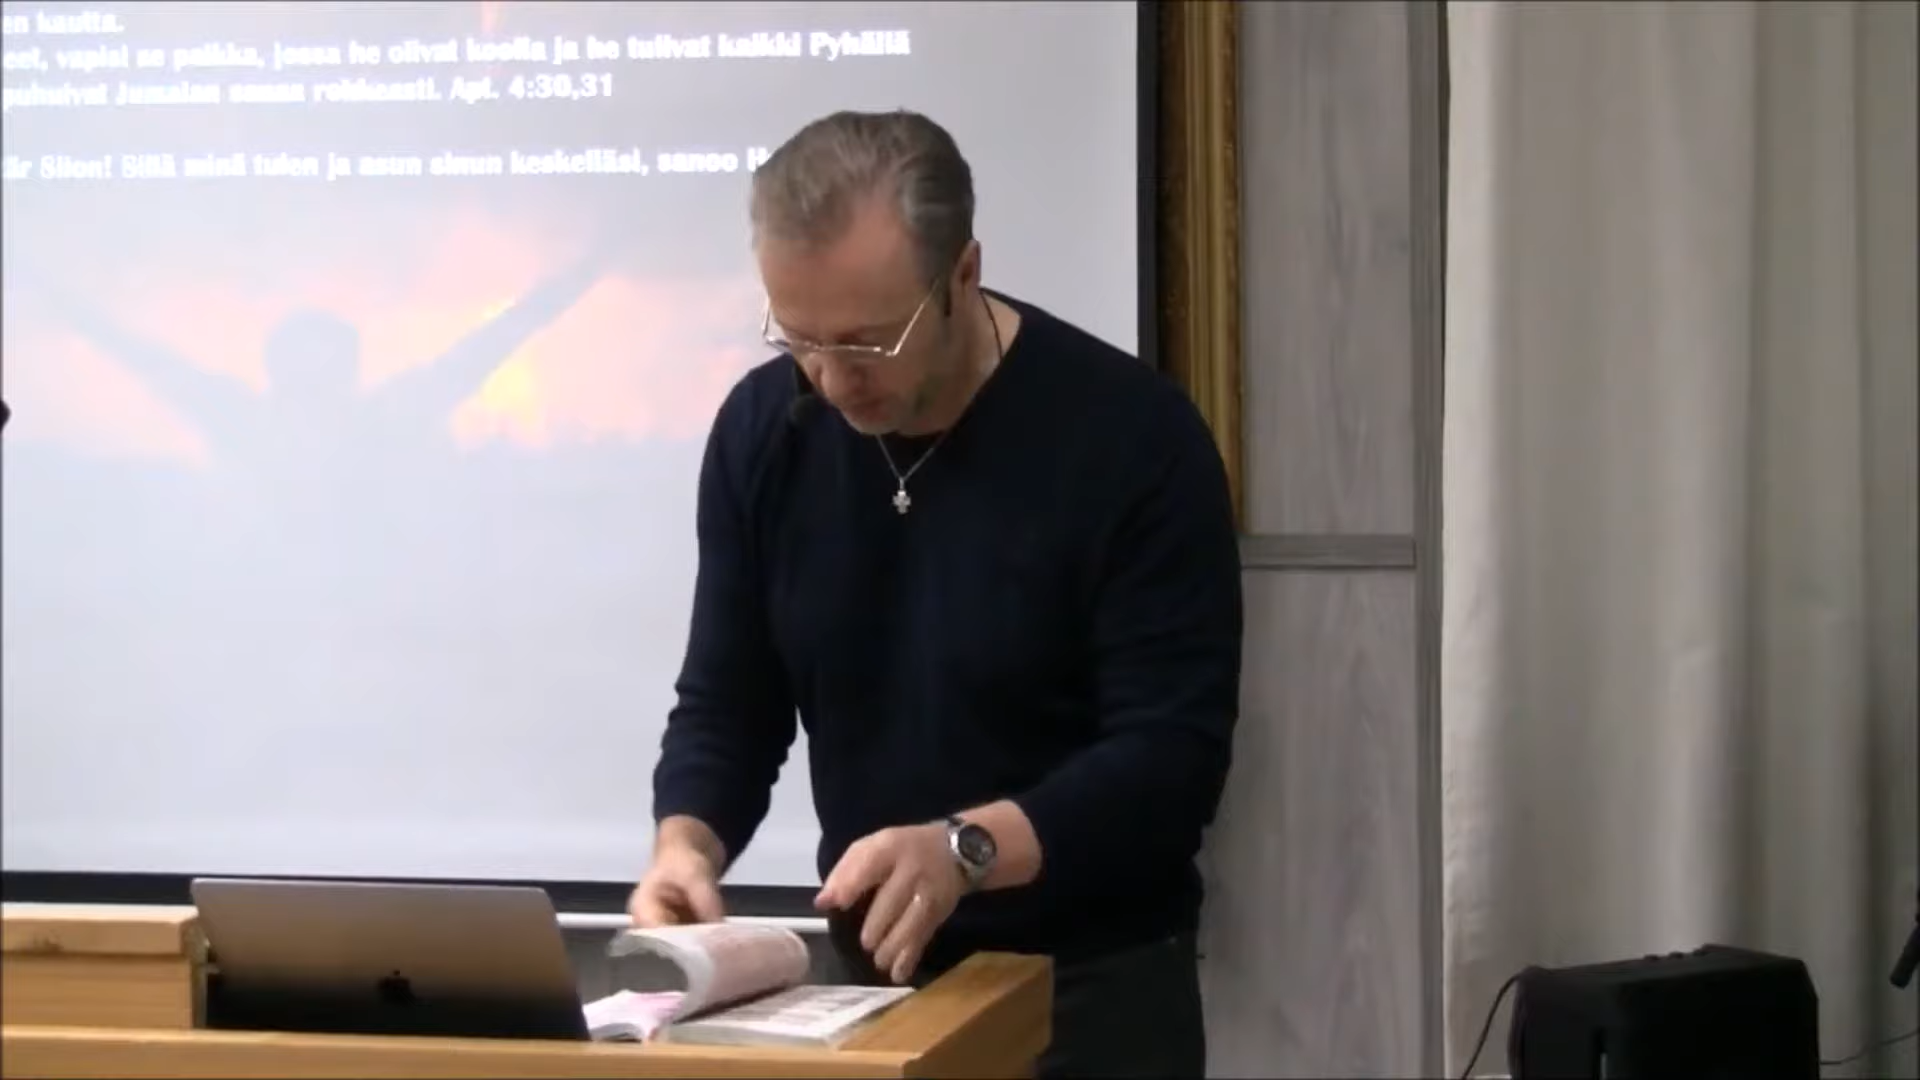 en kautta.
eet, vapisi se paikka, jossa he olivat koolla ja he tulivat kaikki Pyhällä
puhuivat Jumalan sanaa rohkeasti. Apt. 4:30,31
är Siion! Sillä minä tulen ja asun sinun keskelläsi, sanoo H